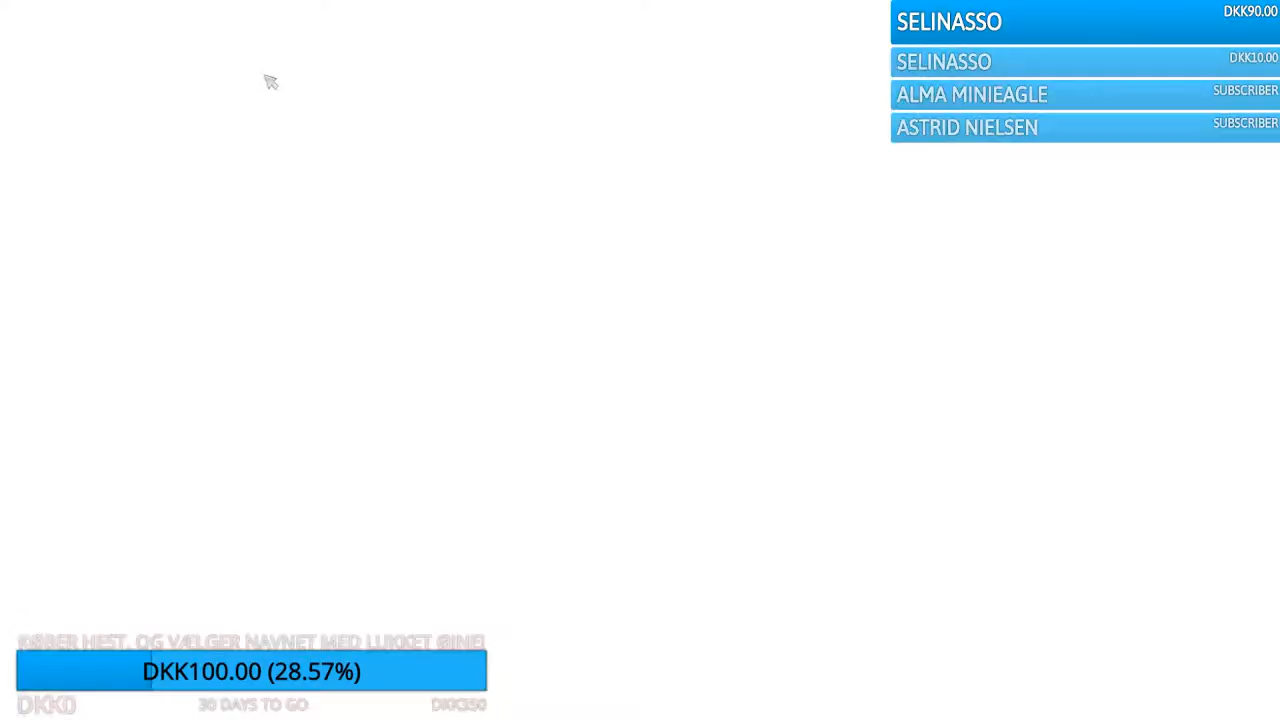 SELINASSO DKK90.00
SELINASSO DKK10.00
ALMA MINIEAGLE SUBSCRIBER
ASTRID NIELSEN SUBSCRIBER
KØBER HEST, OG VÆLGER NAVNET MED LUKKET ØJNE!
DKK100.00 (28.57%)
DKK0 30 DAYS TO GO DKK350